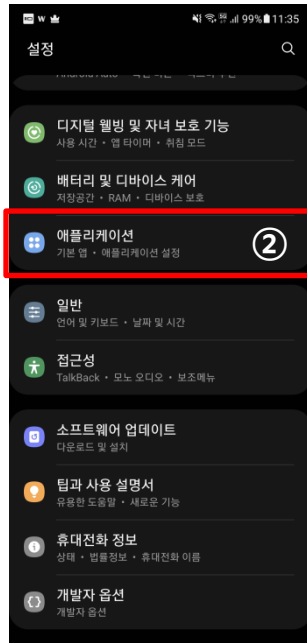 W 99% 11:35
설정
Android Auto
디지털 웰빙 및 자녀 보호 기능
사용 시간 • 앱 타이머 • 취침 모드
배터리 및 디바이스 케어
저장공간 • RAM • 디바이스 보호
애플리케이션
기본 앱 • 애플리케이션 설정
②
일반
언어 및 키보드 • 날짜 및 시간
접근성
TalkBack • 모노 오디오 • 보조메뉴
소프트웨어 업데이트
다운로드 및 설치
팁과 사용 설명서
유용한 도움말 • 새로운 기능
휴대전화 정보
상태 • 법률정보 • 휴대전화 이름
개발자 옵션
개발자 옵션